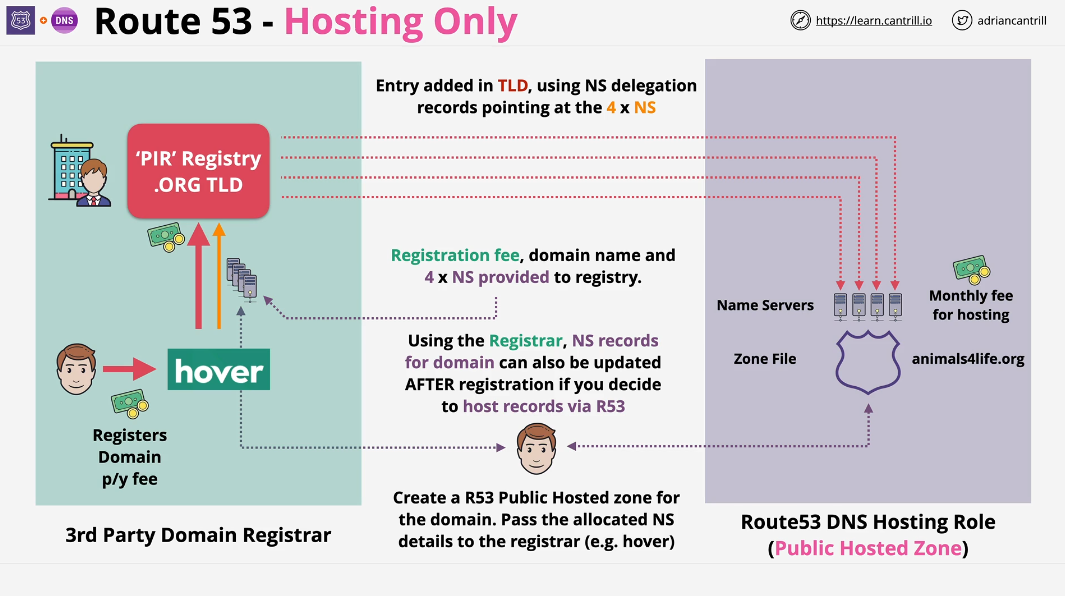 53
DNS
Route 53 - Hosting Only
https://learn.cantrill.io
adriancantrill
Entry added in TLD, using NS delegation
records pointing at the 4 x NS
'PIR' Registry
.ORG TLD
Registration fee, domain name and
4 x NS provided to registry.
Name Servers
Monthly fee
for hosting
Using the Registrar, NS records
for domain can also be updated
AFTER registration if you decide
to host records via R53
Zone File
animals4life.org
hover
Registers
Domain
p/y fee
Create a R53 Public Hosted zone for
the domain. Pass the allocated NS
details to the registrar (e.g. hover)
3rd Party Domain Registrar
Route53 DNS Hosting Role
(Public Hosted Zone)